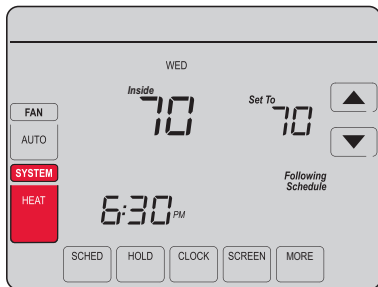 WED
Inside
70
Set To
70
FAN
AUTO
SYSTEM
HEAT
Following
Schedule
6:30 PM
SCHED
HOLD
CLOCK
SCREEN
MORE